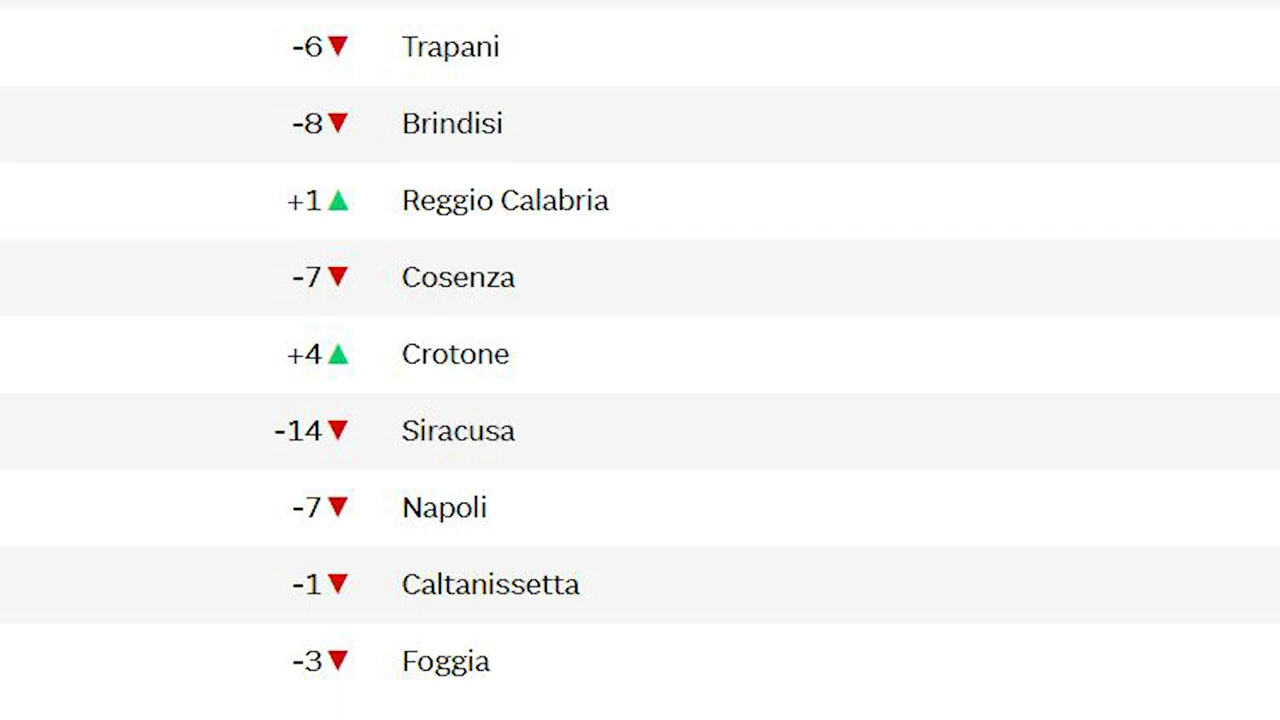 -6▼ Trapani
-8▼ Brindisi
+1▲ Reggio Calabria
-7▼ Cosenza
+4▲ Crotone
-14▼ Siracusa
-7▼ Napoli
-1▼ Caltanissetta
-3▼ Foggia